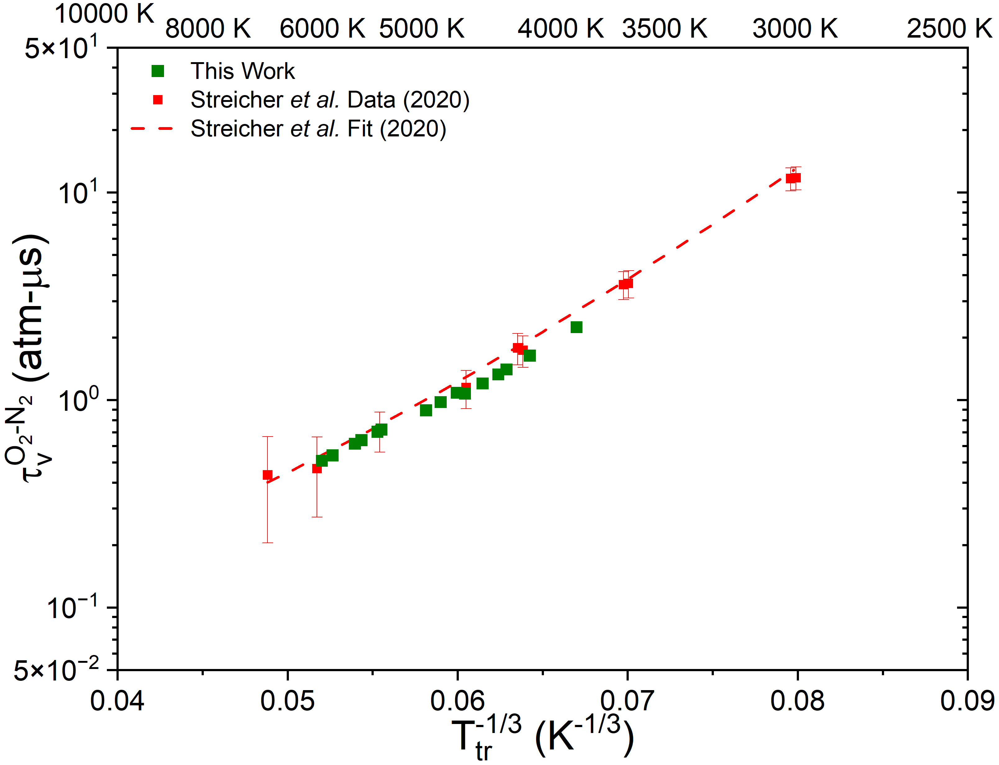 10000 K
8000 K 6000 K 5000 K 4000 K 3500 K 3000 K 2500 K
5×10¹
This Work
Streicher et al. Data (2020)
Streicher et al. Fit (2020)
10¹
10⁰
10⁻¹
5×10⁻²
τᵥ^O₂-N₂ (atm-μs)
0.04 0.05 0.06 0.07 0.08 0.09
T_tr^-1/3 (K^-1/3)